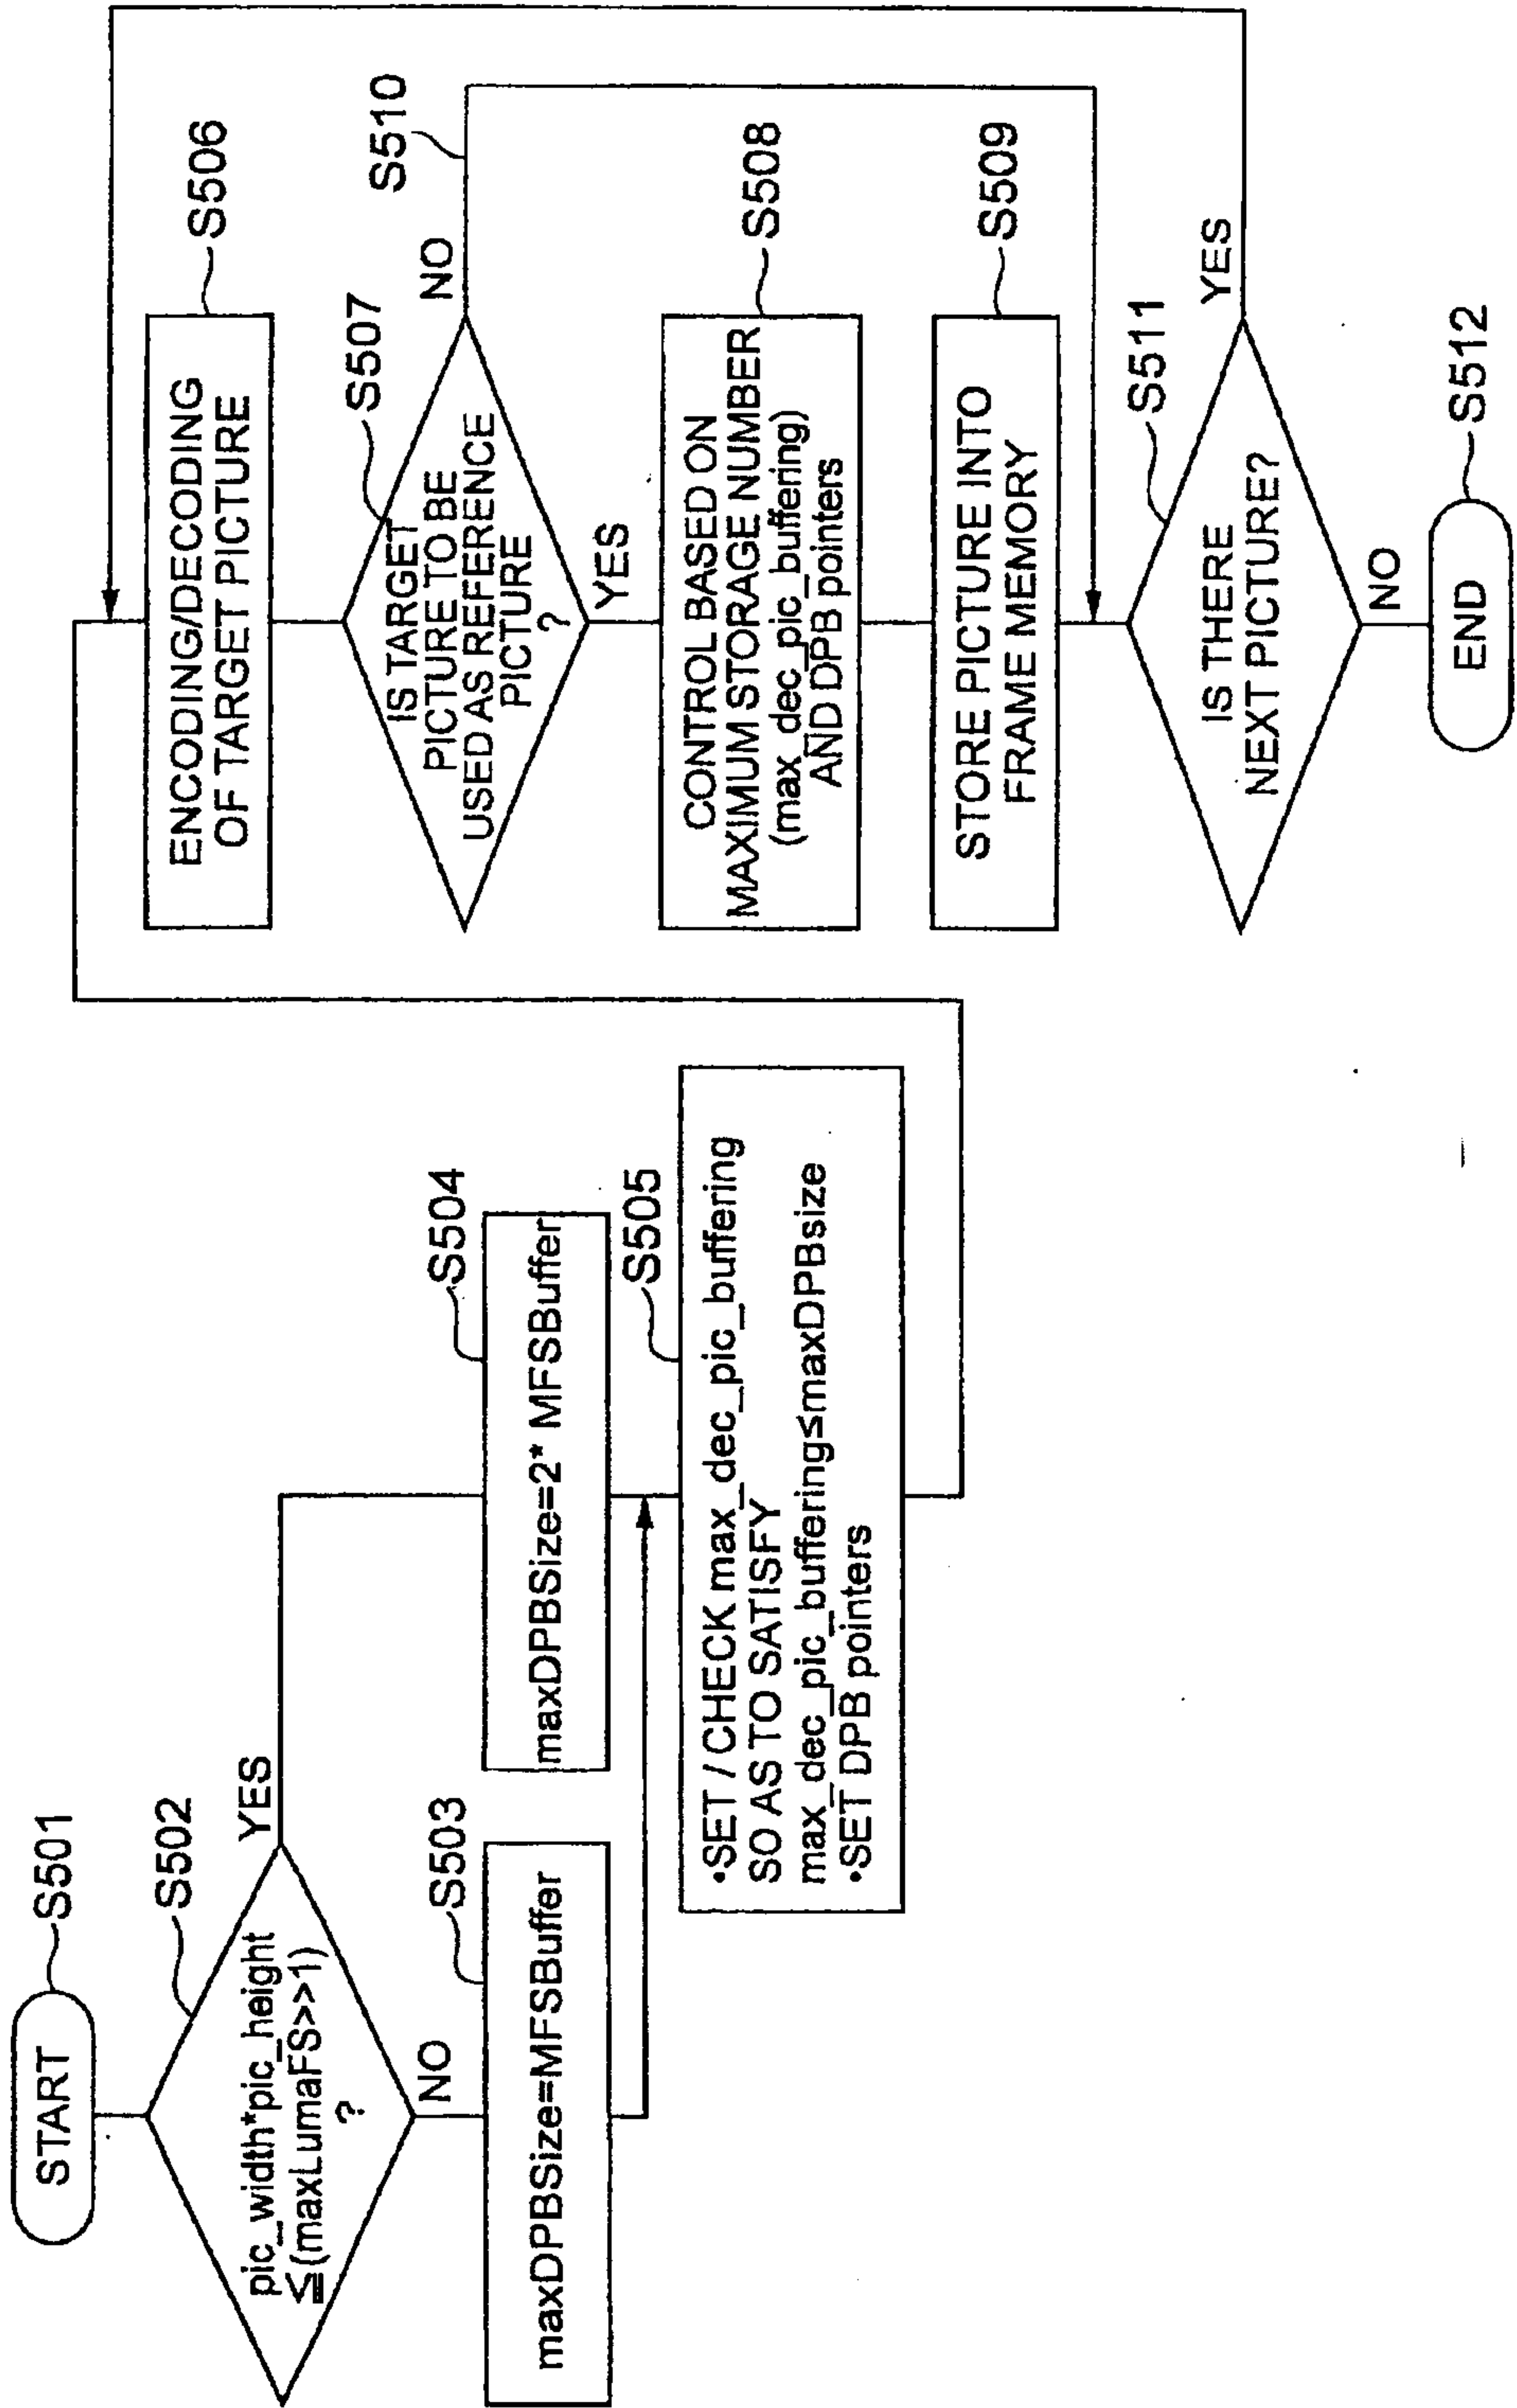 START
S501
pic_width*pic_height
≦(maxLumaFS>>1)
?
S502
YES
NO
maxDPBSize=MFSBuffer
S503
maxDPBSize=2* MFSBuffer
S504
•SET / CHECK max_dec_pic_buffering
SO AS TO SATISFY
max_dec_pic_buffering≤maxDPBsize
•SET DPB pointers
S505
ENCODING/DECODING
OF TARGET PICTURE
S506
IS TARGET
PICTURE TO BE
USED AS REFERENCE
PICTURE
?
S507
NO
S510
YES
CONTROL BASED ON
MAXIMUM STORAGE NUMBER
(max_dec_pic_buffering)
AND DPB pointers
S508
STORE PICTURE INTO
FRAME MEMORY
S509
IS THERE
NEXT PICTURE?
S511
YES
NO
END
S512